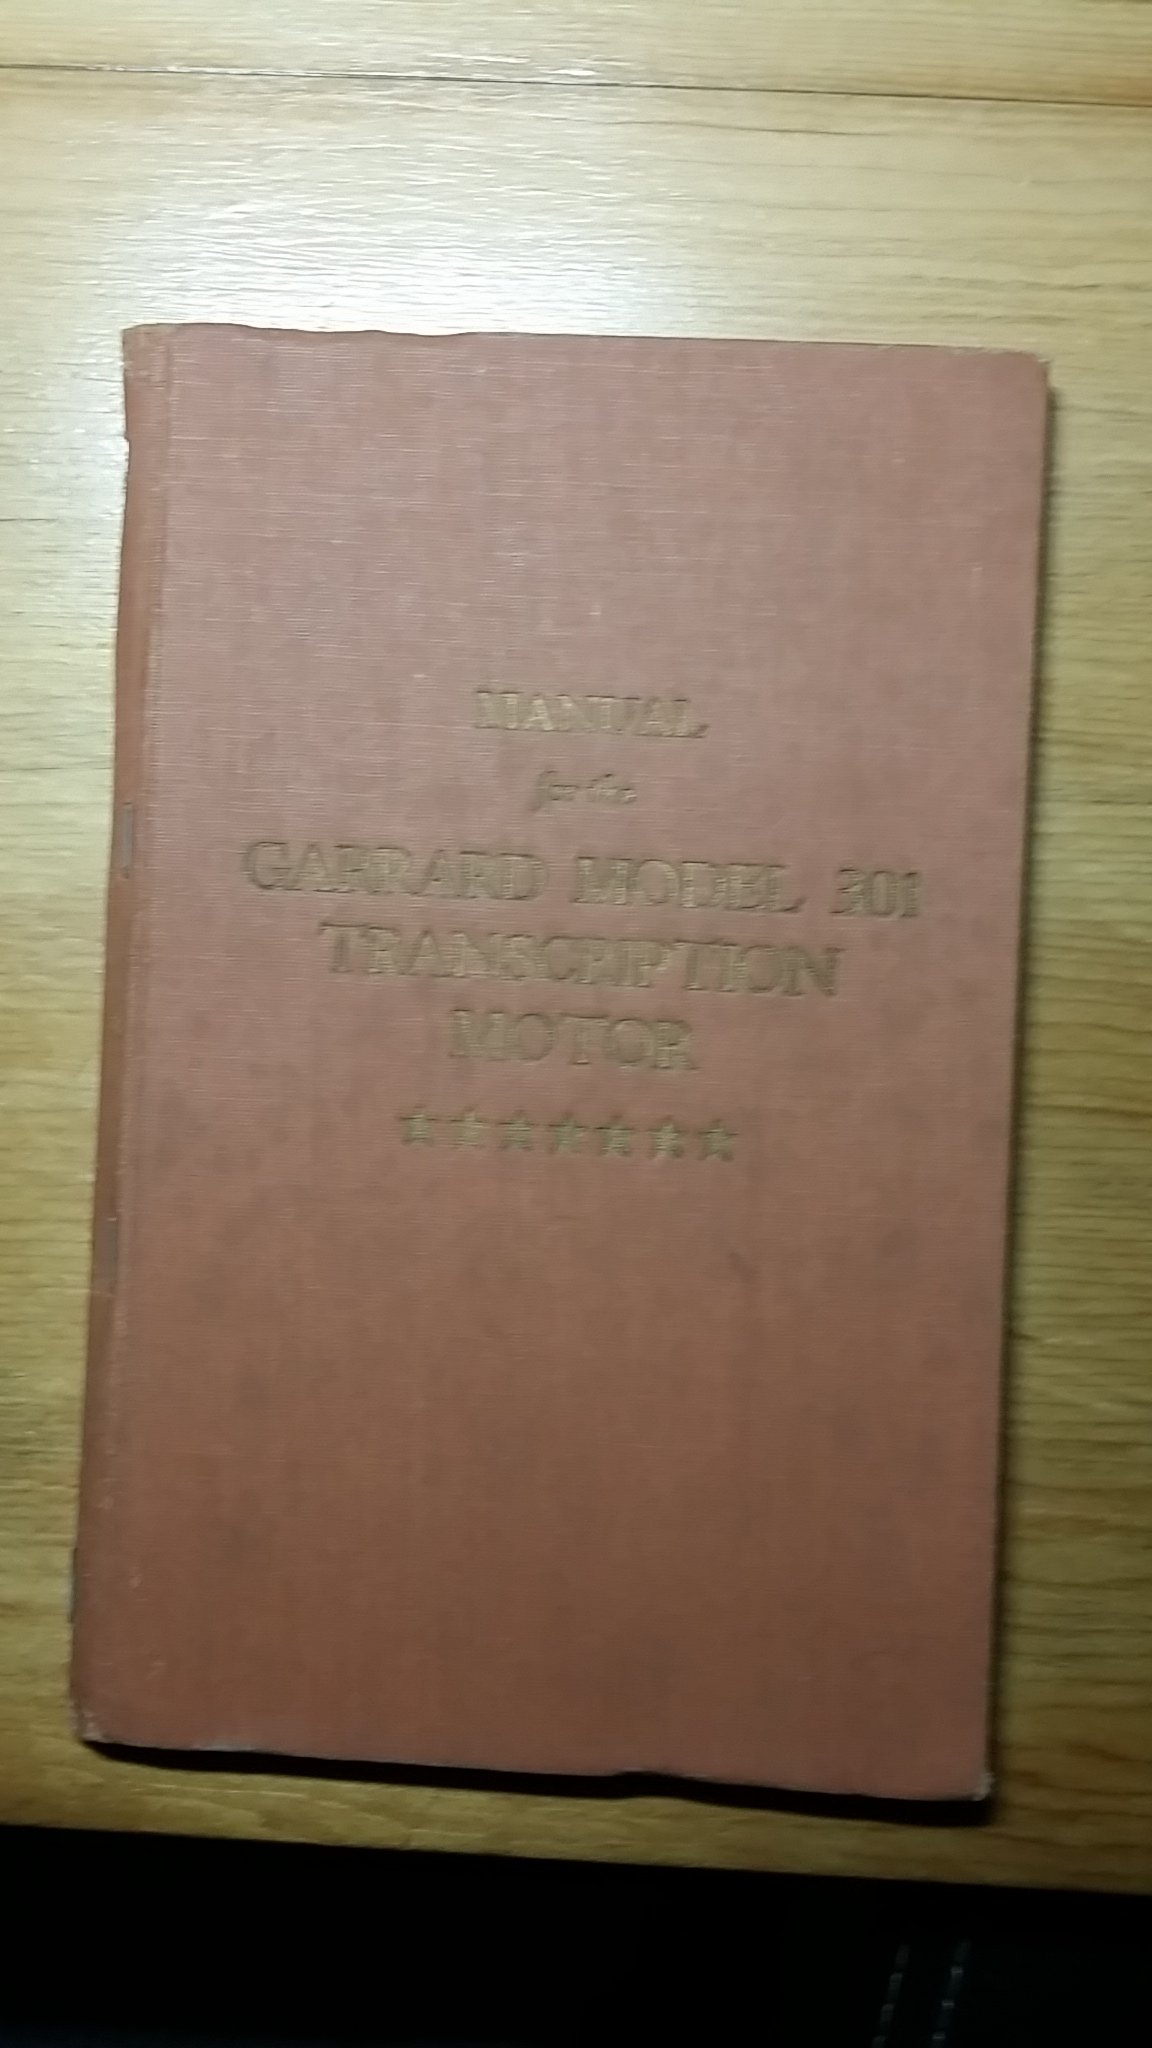 MANUAL
for the
GARRARD MODEL 301
TRANSCRIPTION
MOTOR